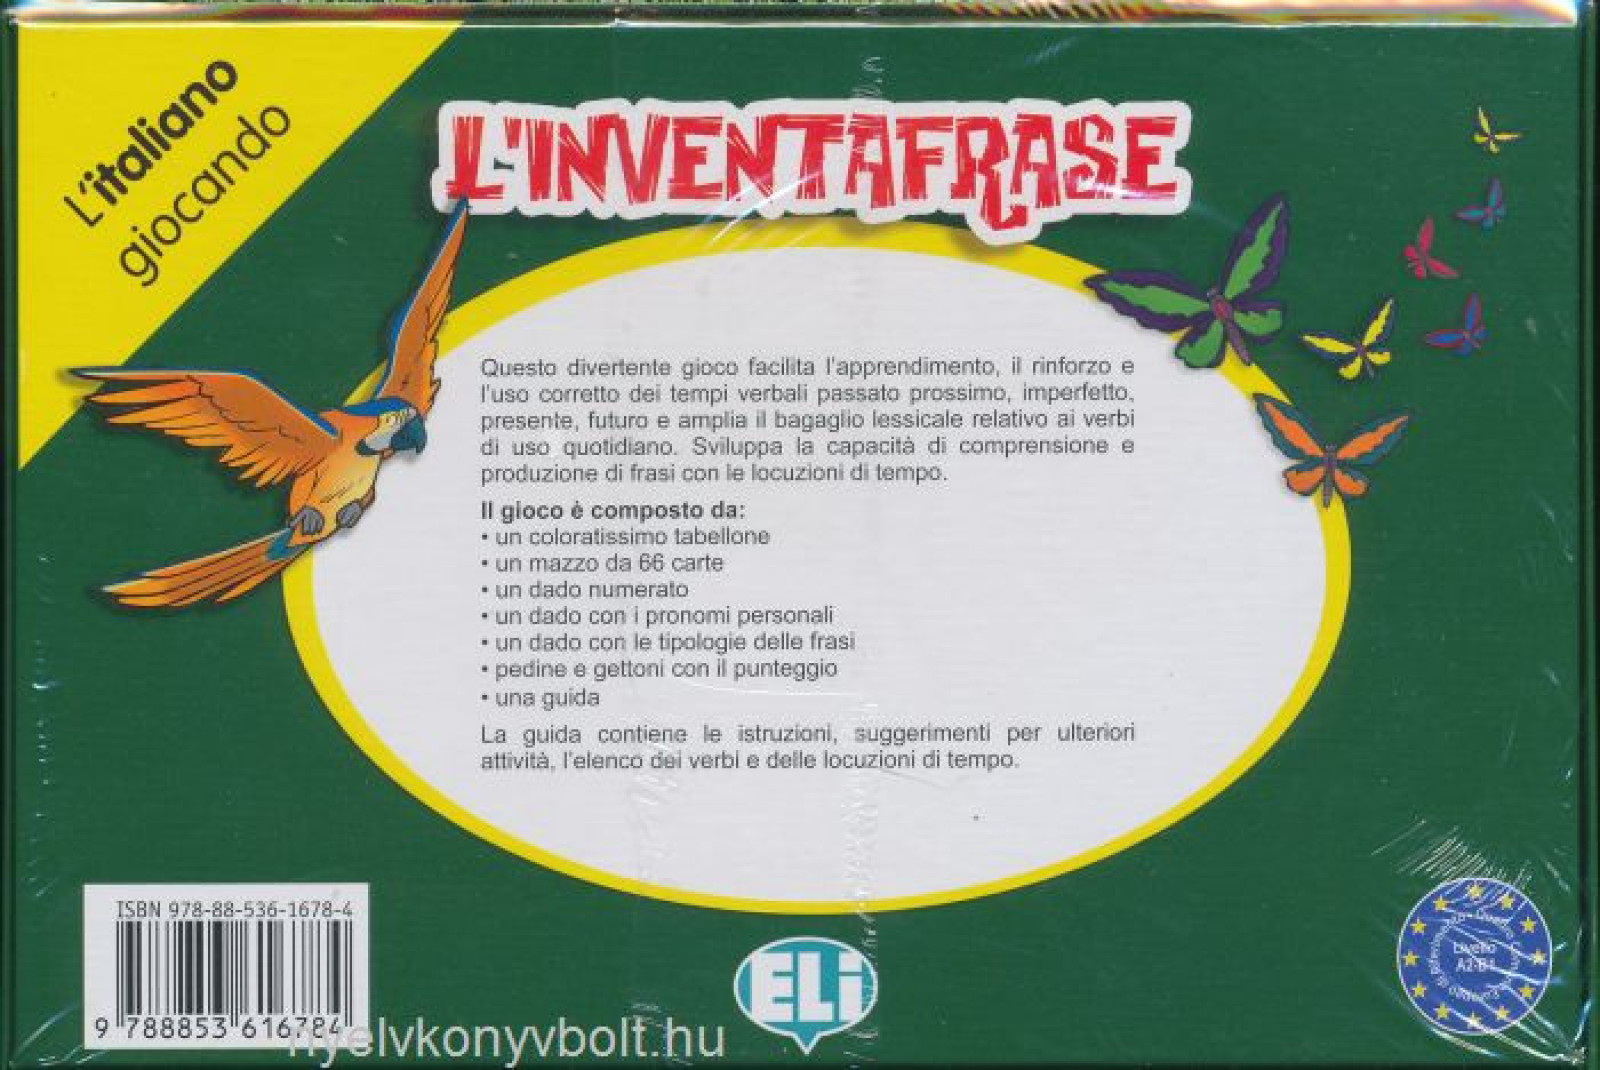 L'italiano
giocando
L'INVENTAFRASE
Questo divertente gioco facilita l'apprendimento, il rinforzo e
l'uso corretto dei tempi verbali passato prossimo, imperfetto,
presente, futuro e amplia il bagaglio lessicale relativo ai verbi
di uso quotidiano. Sviluppa la capacità di comprensione e
produzione di frasi con le locuzioni di tempo.
Il gioco è composto da:
• un coloratissimo tabellone
• un mazzo da 66 carte
• un dado numerato
• un dado con i pronomi personali
• un dado con le tipologie delle frasi
• pedine e gettoni con il punteggio
• una guida
La guida contiene le istruzioni, suggerimenti per ulteriori
attività, l'elenco dei verbi e delle locuzioni di tempo.
ISBN 978-88-536-1678-4
9 788853 616784
nyelvkonyvbolt.hu
ELi
Quadro
Europeo di Riferimento
Livello
A2-B1